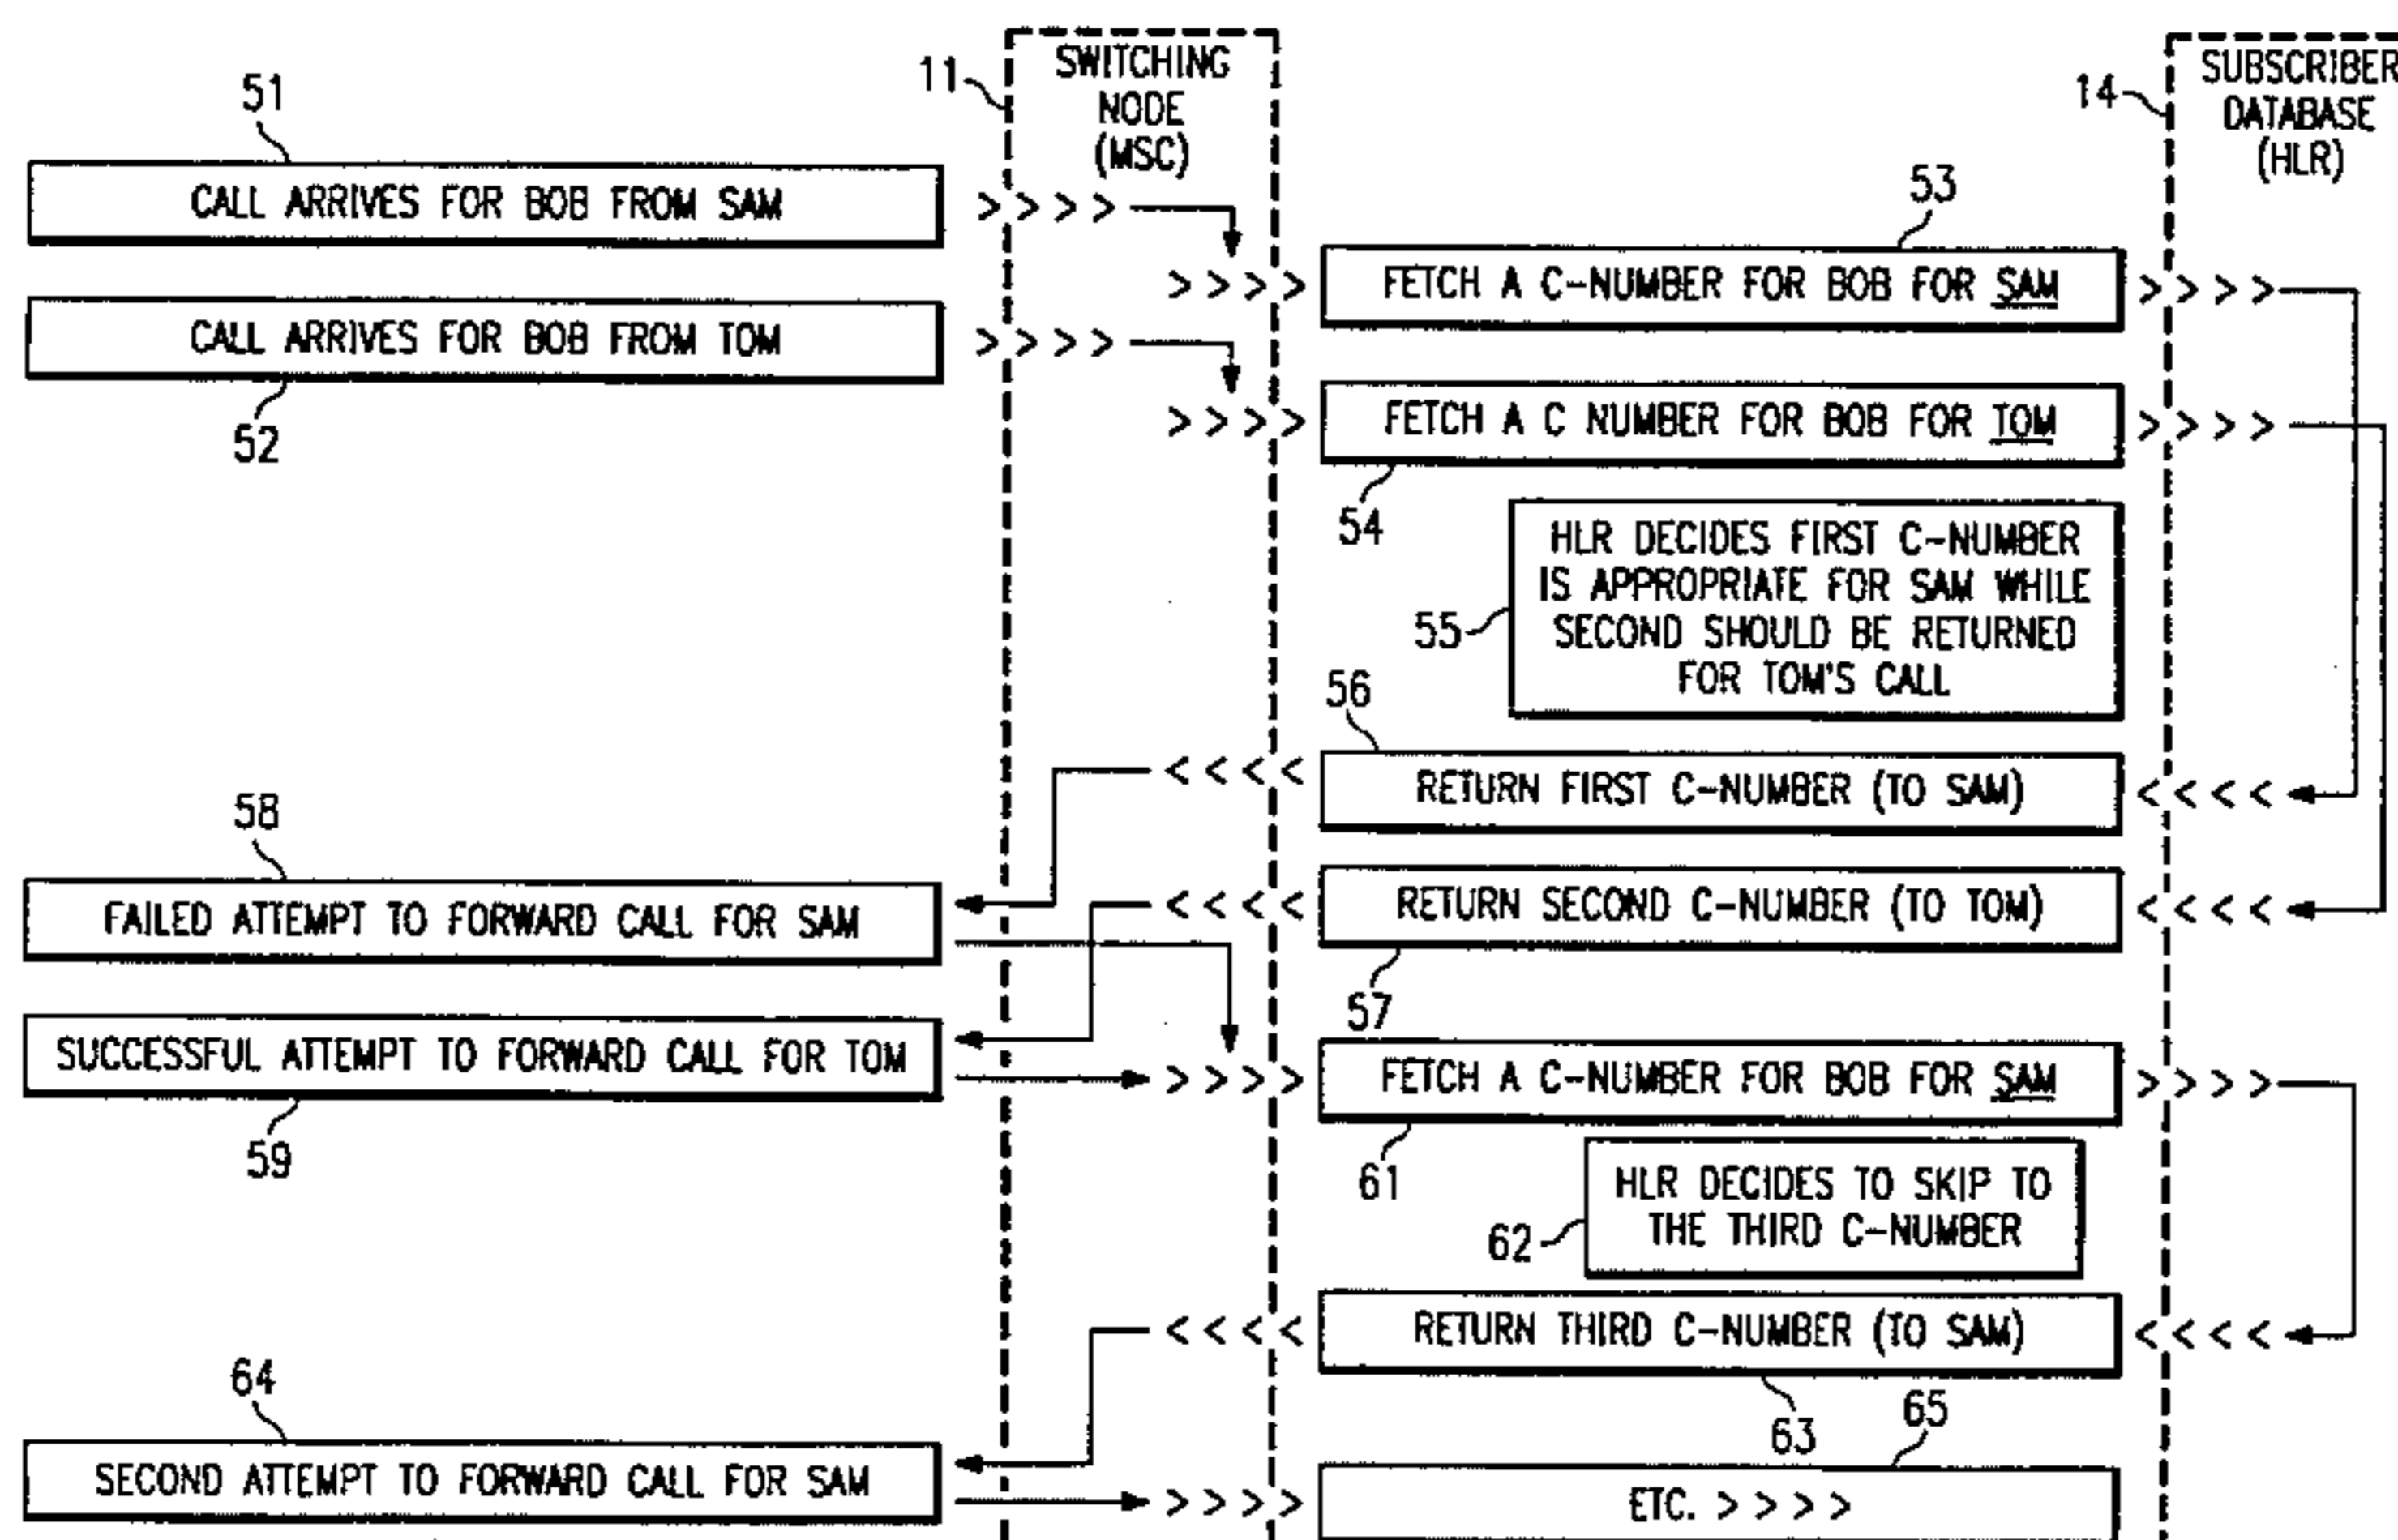 11
SWITCHING
NODE
(MSC)
14
SUBSCRIBER
DATABASE
(HLR)
51
CALL ARRIVES FOR BOB FROM SAM
53
FETCH A C-NUMBER FOR BOB FOR SAM
CALL ARRIVES FOR BOB FROM TOM
52
FETCH A C NUMBER FOR BOB FOR TOM
54
HLR DECIDES FIRST C-NUMBER
IS APPROPRIATE FOR SAM WHILE
SECOND SHOULD BE RETURNED
FOR TOM'S CALL
55
56
RETURN FIRST C-NUMBER (TO SAM)
58
FAILED ATTEMPT TO FORWARD CALL FOR SAM
RETURN SECOND C-NUMBER (TO TOM)
57
SUCCESSFUL ATTEMPT TO FORWARD CALL FOR TOM
59
FETCH A C-NUMBER FOR BOB FOR SAM
61
HLR DECIDES TO SKIP TO
THE THIRD C-NUMBER
62
RETURN THIRD C-NUMBER (TO SAM)
63
64
SECOND ATTEMPT TO FORWARD CALL FOR SAM
65
ETC. > > > >